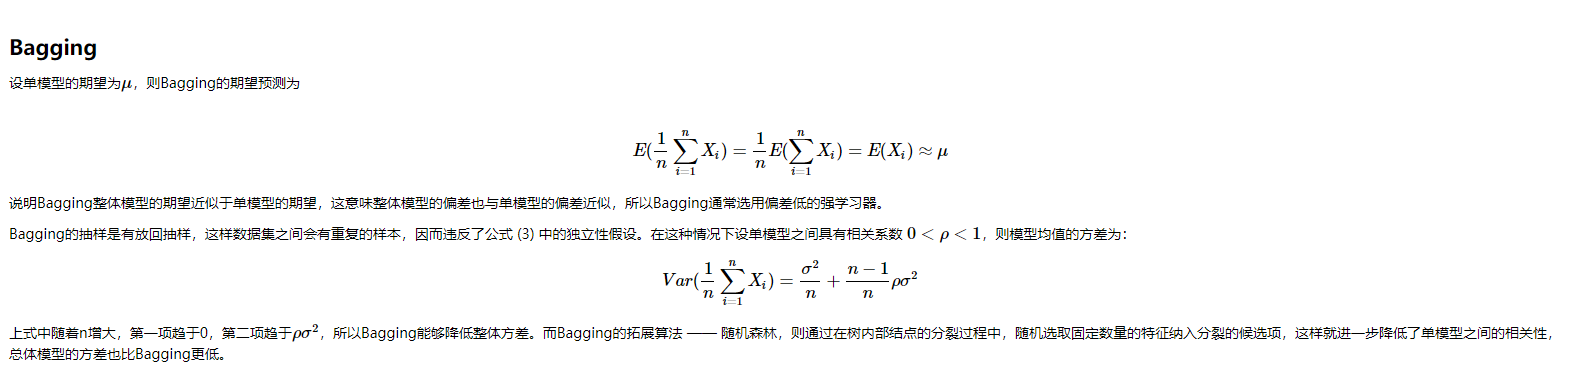 Bagging
设单模型的期望为μ，则Bagging的期望预测为
E(\frac{1}{n}\sum_{i=1}^{n}X_i) = \frac{1}{n}E(\sum_{i=1}^{n}X_i) = E(X_i) ≈ μ
说明Bagging整体模型的期望近似于单模型的期望，这意味整体模型的偏差也与单模型的偏差近似，所以Bagging通常选用偏差低的强学习器。
Bagging的抽样是有放回抽样，这样数据集之间会有重复的样本，因而违反了公式 (3) 中的独立性假设。在这种情况下设单模型之间具有相关系数 0 < ρ < 1，则模型均值的方差为：
Var(\frac{1}{n}\sum_{i=1}^{n}X_i) = \frac{σ^2}{n} + \frac{n-1}{n}ρσ^2
上式中随着n增大，第一项趋于0，第二项趋于ρσ²，所以Bagging能够降低整体方差。而Bagging的拓展算法 —— 随机森林，则通过在树内部结点的分裂过程中，随机选取固定数量的特征纳入分裂的候选项，这样就进一步降低了单模型之间的相关性，
总体模型的方差也比Bagging更低。